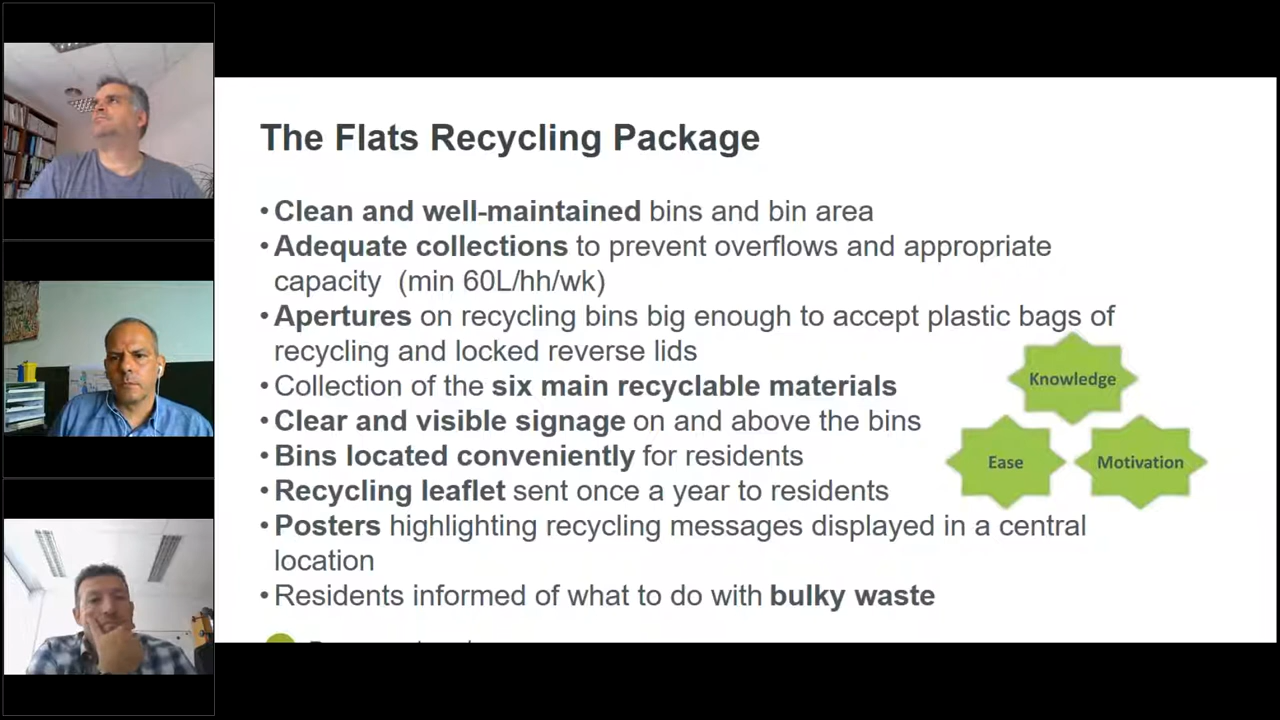 The Flats Recycling Package
• Clean and well-maintained bins and bin area
• Adequate collections to prevent overflows and appropriate
capacity (min 60L/hh/wk)
• Apertures on recycling bins big enough to accept plastic bags of
recycling and locked reverse lids
• Collection of the six main recyclable materials
• Clear and visible signage on and above the bins
• Bins located conveniently for residents
• Recycling leaflet sent once a year to residents
• Posters highlighting recycling messages displayed in a central
location
• Residents informed of what to do with bulky waste
Knowledge
Ease
Motivation